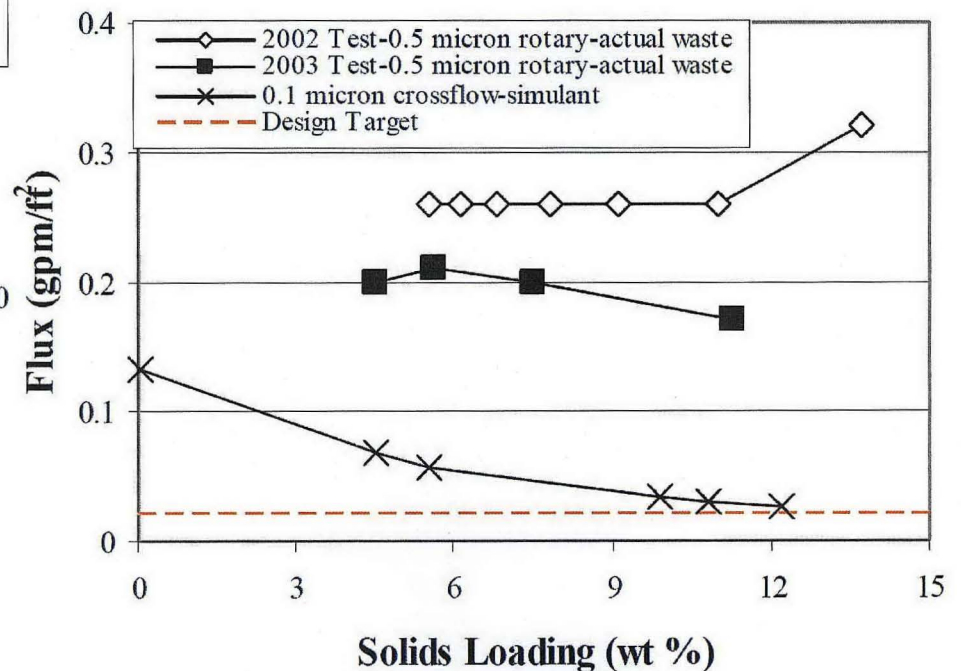 0.4
2002 Test-0.5 micron rotary-actual waste
2003 Test-0.5 micron rotary-actual waste
0.1 micron crossflow-simulant
Design Target
0.3
0.2
0
0.1
0
Flux (gpm/ft²)
0 3 6 9 12 15
Solids Loading (wt %)